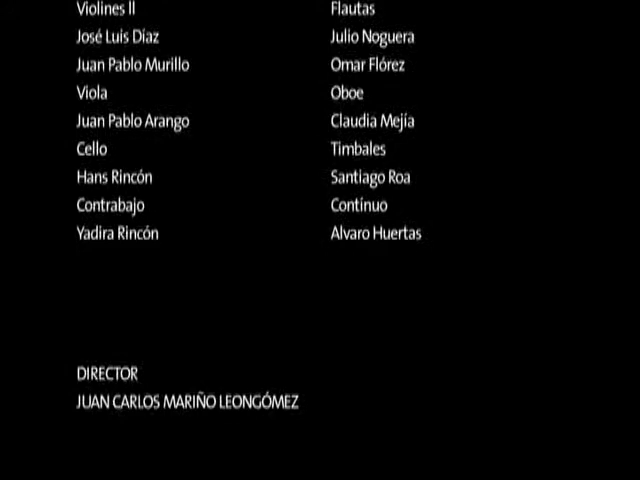 Violines II
José Luis Díaz
Juan Pablo Murillo
Viola
Juan Pablo Arango
Cello
Hans Rincón
Contrabajo
Yadira Rincón
Flautas
Julio Noguera
Omar Flórez
Oboe
Claudia Mejía
Timbales
Santiago Roa
Contínuo
Alvaro Huertas
DIRECTOR
JUAN CARLOS MARIÑO LEONGÓMEZ